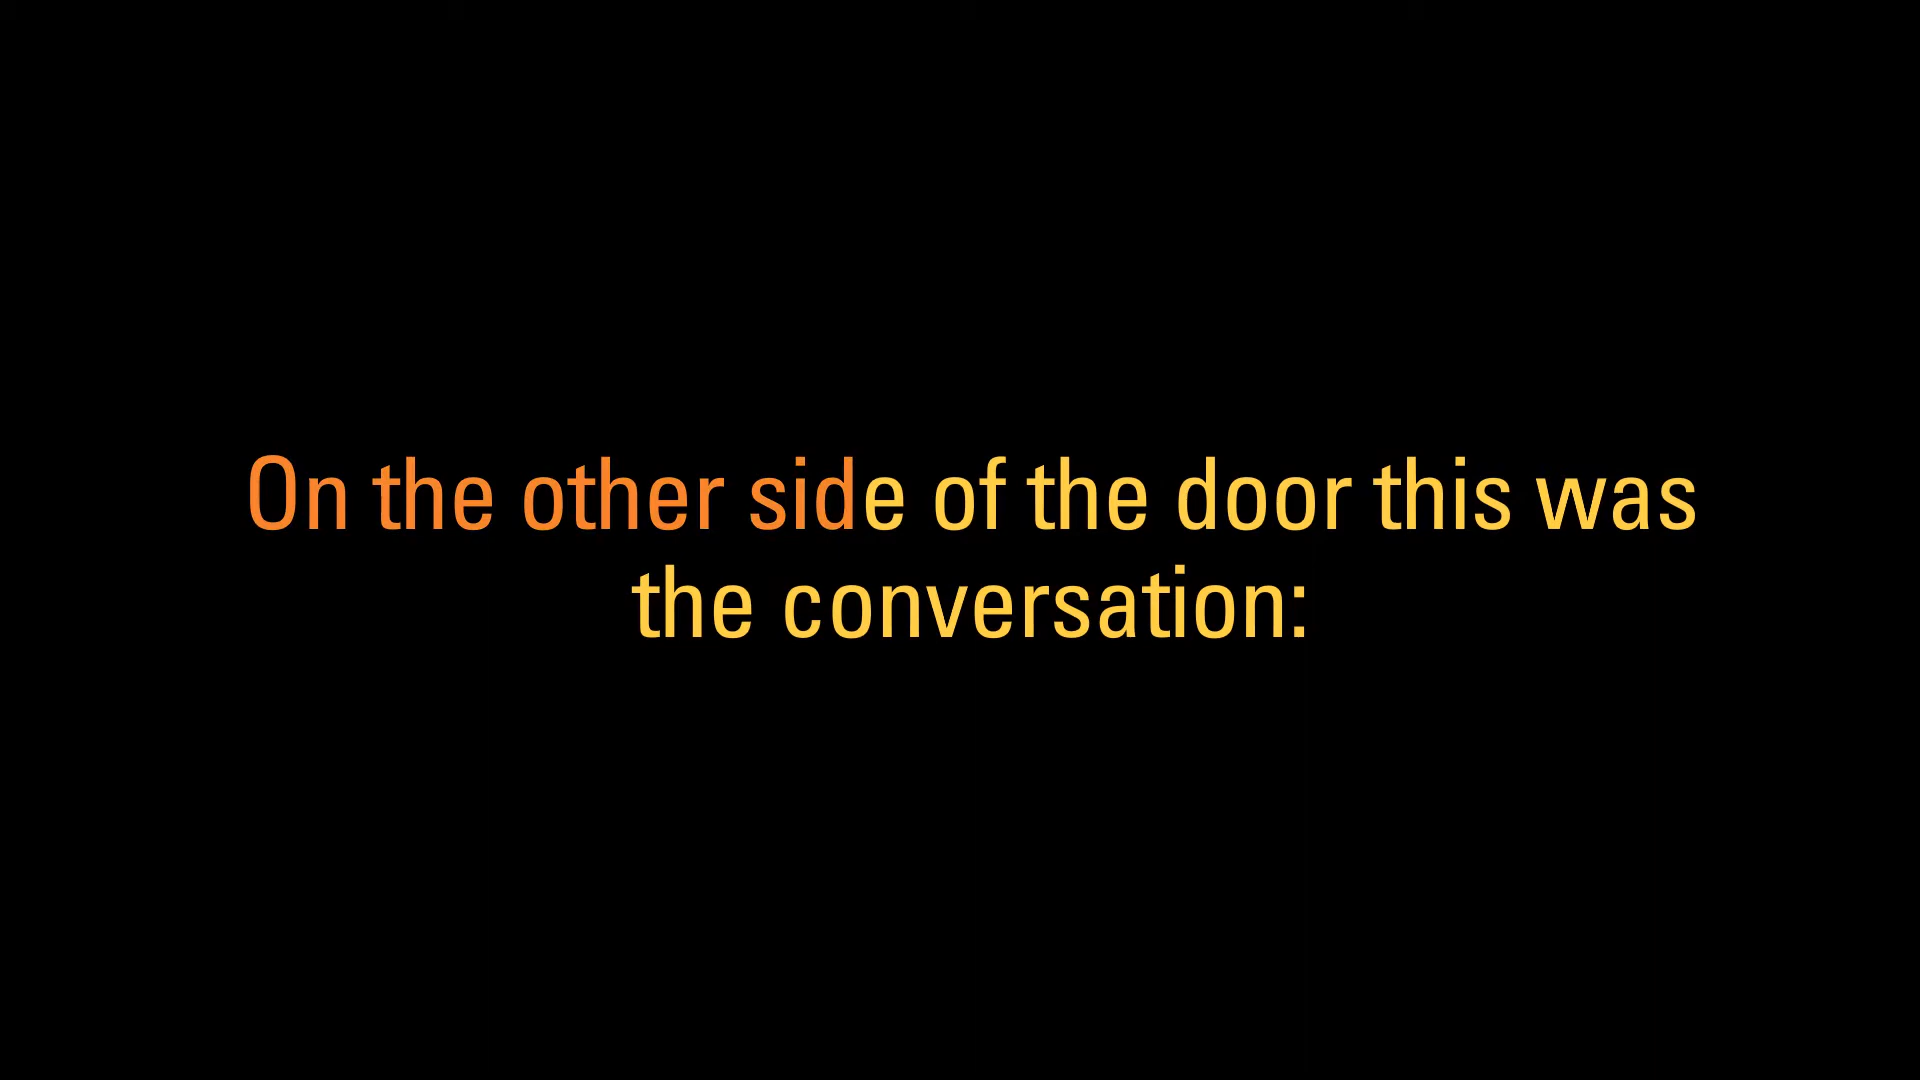 On the other side of the door this was
the conversation: